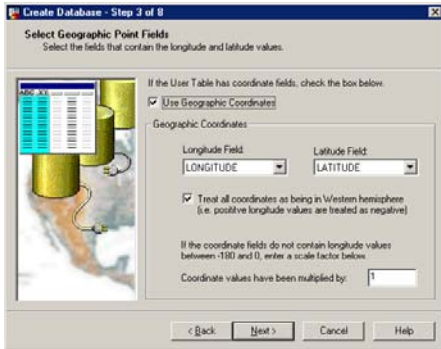 Create Database - Step 3 of 8
Select Geographic Point Fields
Select the fields that contain the longitude and latitude values.
ABC XY
If the User Table has coordinate fields, check the box below.
Use Geographic Coordinates
Geographic Coordinates
Longitude Field:
Latitude Field:
LONGITUDE
LATITUDE
Treat all coordinates as being in Western hemisphere
(i.e. positive longitude values are treated as negative)
If the coordinate fields do not contain longitude values
between -180 and 0, enter a scale factor below.
Coordinate values have been multiplied by:
1
< Back
Next >
Cancel
Help